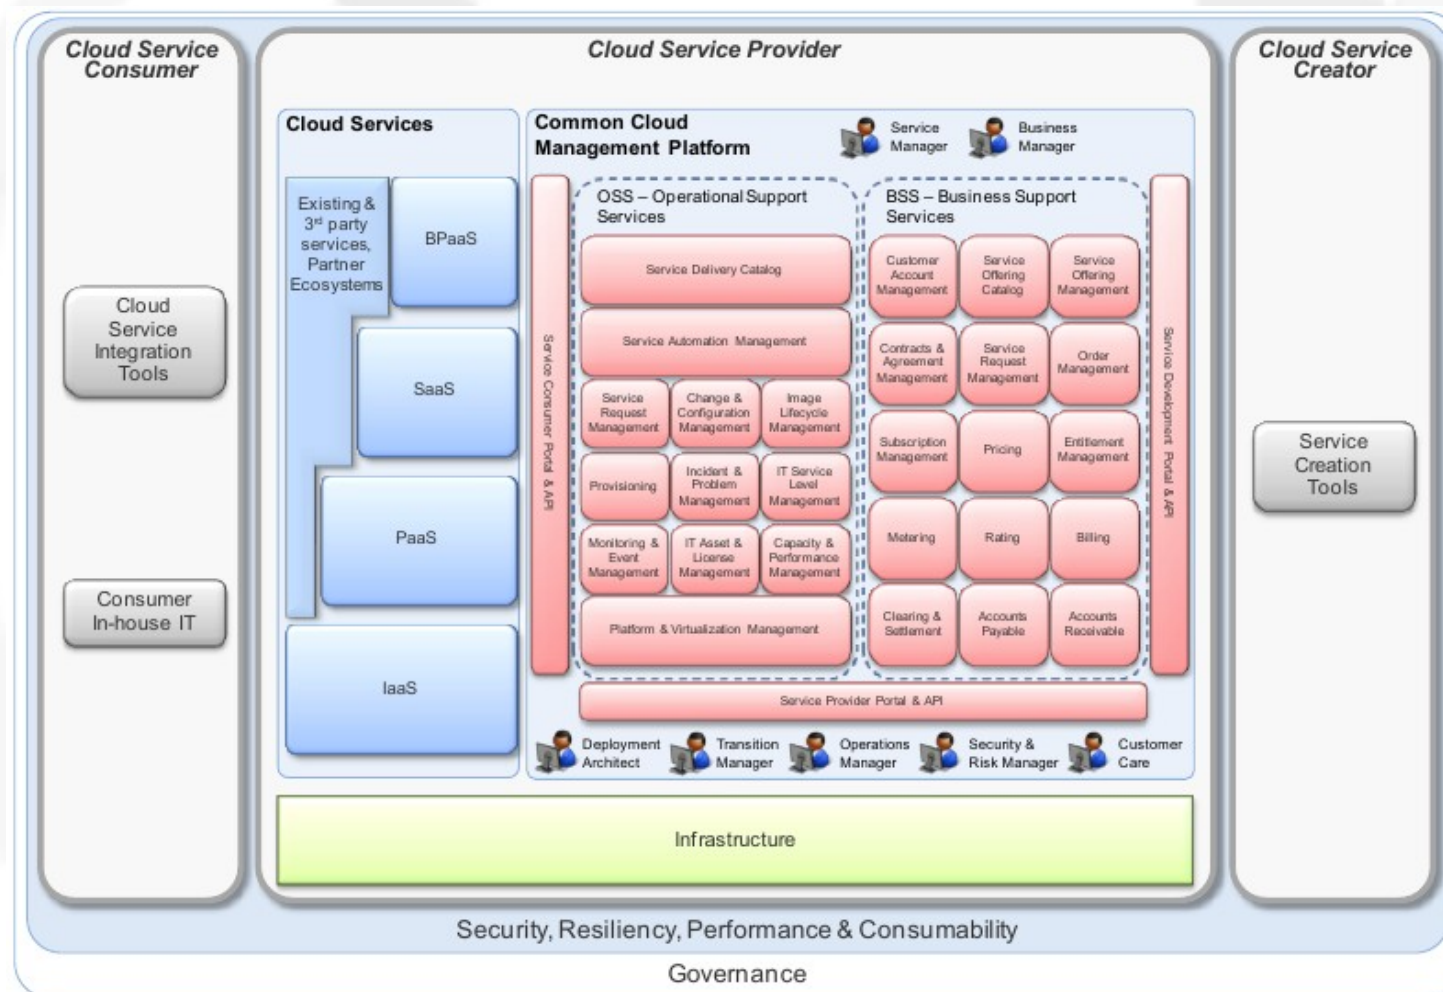 Cloud Service
Consumer
Cloud Service
Integration
Tools
Consumer
In-house IT
Cloud Service Provider
Cloud Services
Existing &
3rd party
services,
Partner
Ecosystems
BPaaS
SaaS
PaaS
IaaS
Common Cloud
Management Platform
Service
Manager
Business
Manager
Service Consumer Portal & API
OSS – Operational Support
Services
Service Delivery Catalog
Service Automation Management
Service
Request
Management
Change &
Configuration
Management
Image
Lifecycle
Management
Provisioning
Incident &
Problem
Management
IT Service
Level
Management
Monitoring &
Event
Management
IT Asset &
License
Management
Capacity &
Performance
Management
Platform & Virtualization Management
BSS – Business Support
Services
Customer
Account
Management
Service
Offering
Catalog
Service
Offering
Management
Contracts &
Agreement
Management
Service
Request
Management
Order
Management
Subscription
Management
Pricing
Entitlement
Management
Metering
Rating
Billing
Clearing &
Settlement
Accounts
Payable
Accounts
Receivable
Service Development Portal & API
Service Provider Portal & API
Deployment
Architect
Transition
Manager
Operations
Manager
Security &
Risk Manager
Customer
Care
Infrastructure
Cloud Service
Creator
Service
Creation
Tools
Security, Resiliency, Performance & Consumability
Governance